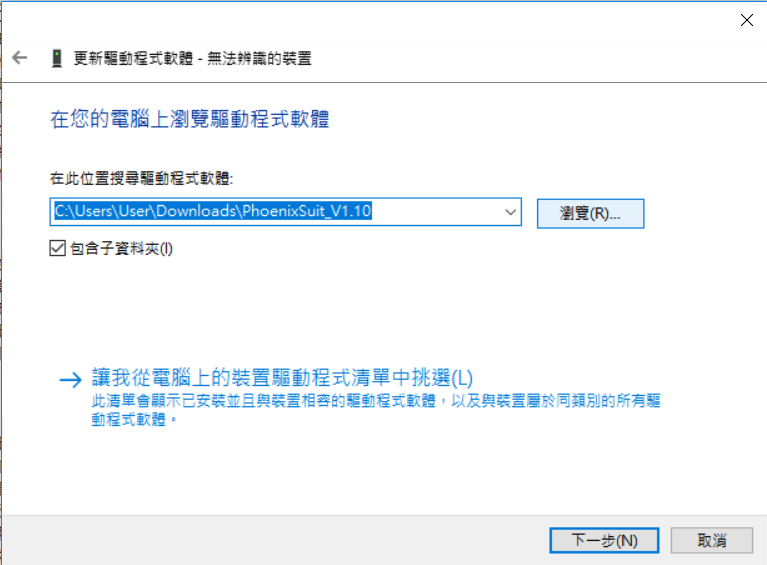 更新驅動程式軟體 - 無法辨識的裝置
在您的電腦上瀏覽驅動程式軟體
在此位置搜尋驅動程式軟體:
C:\Users\User\Downloads\PhoenixSuit_V1.10
瀏覽(R)...
包含子資料夾(I)
讓我從電腦上的裝置驅動程式清單中挑選(L)
此清單會顯示已安裝並且與裝置相容的驅動程式軟體，以及與裝置屬於同類別的所有驅
動程式軟體。
下一步(N)
取消